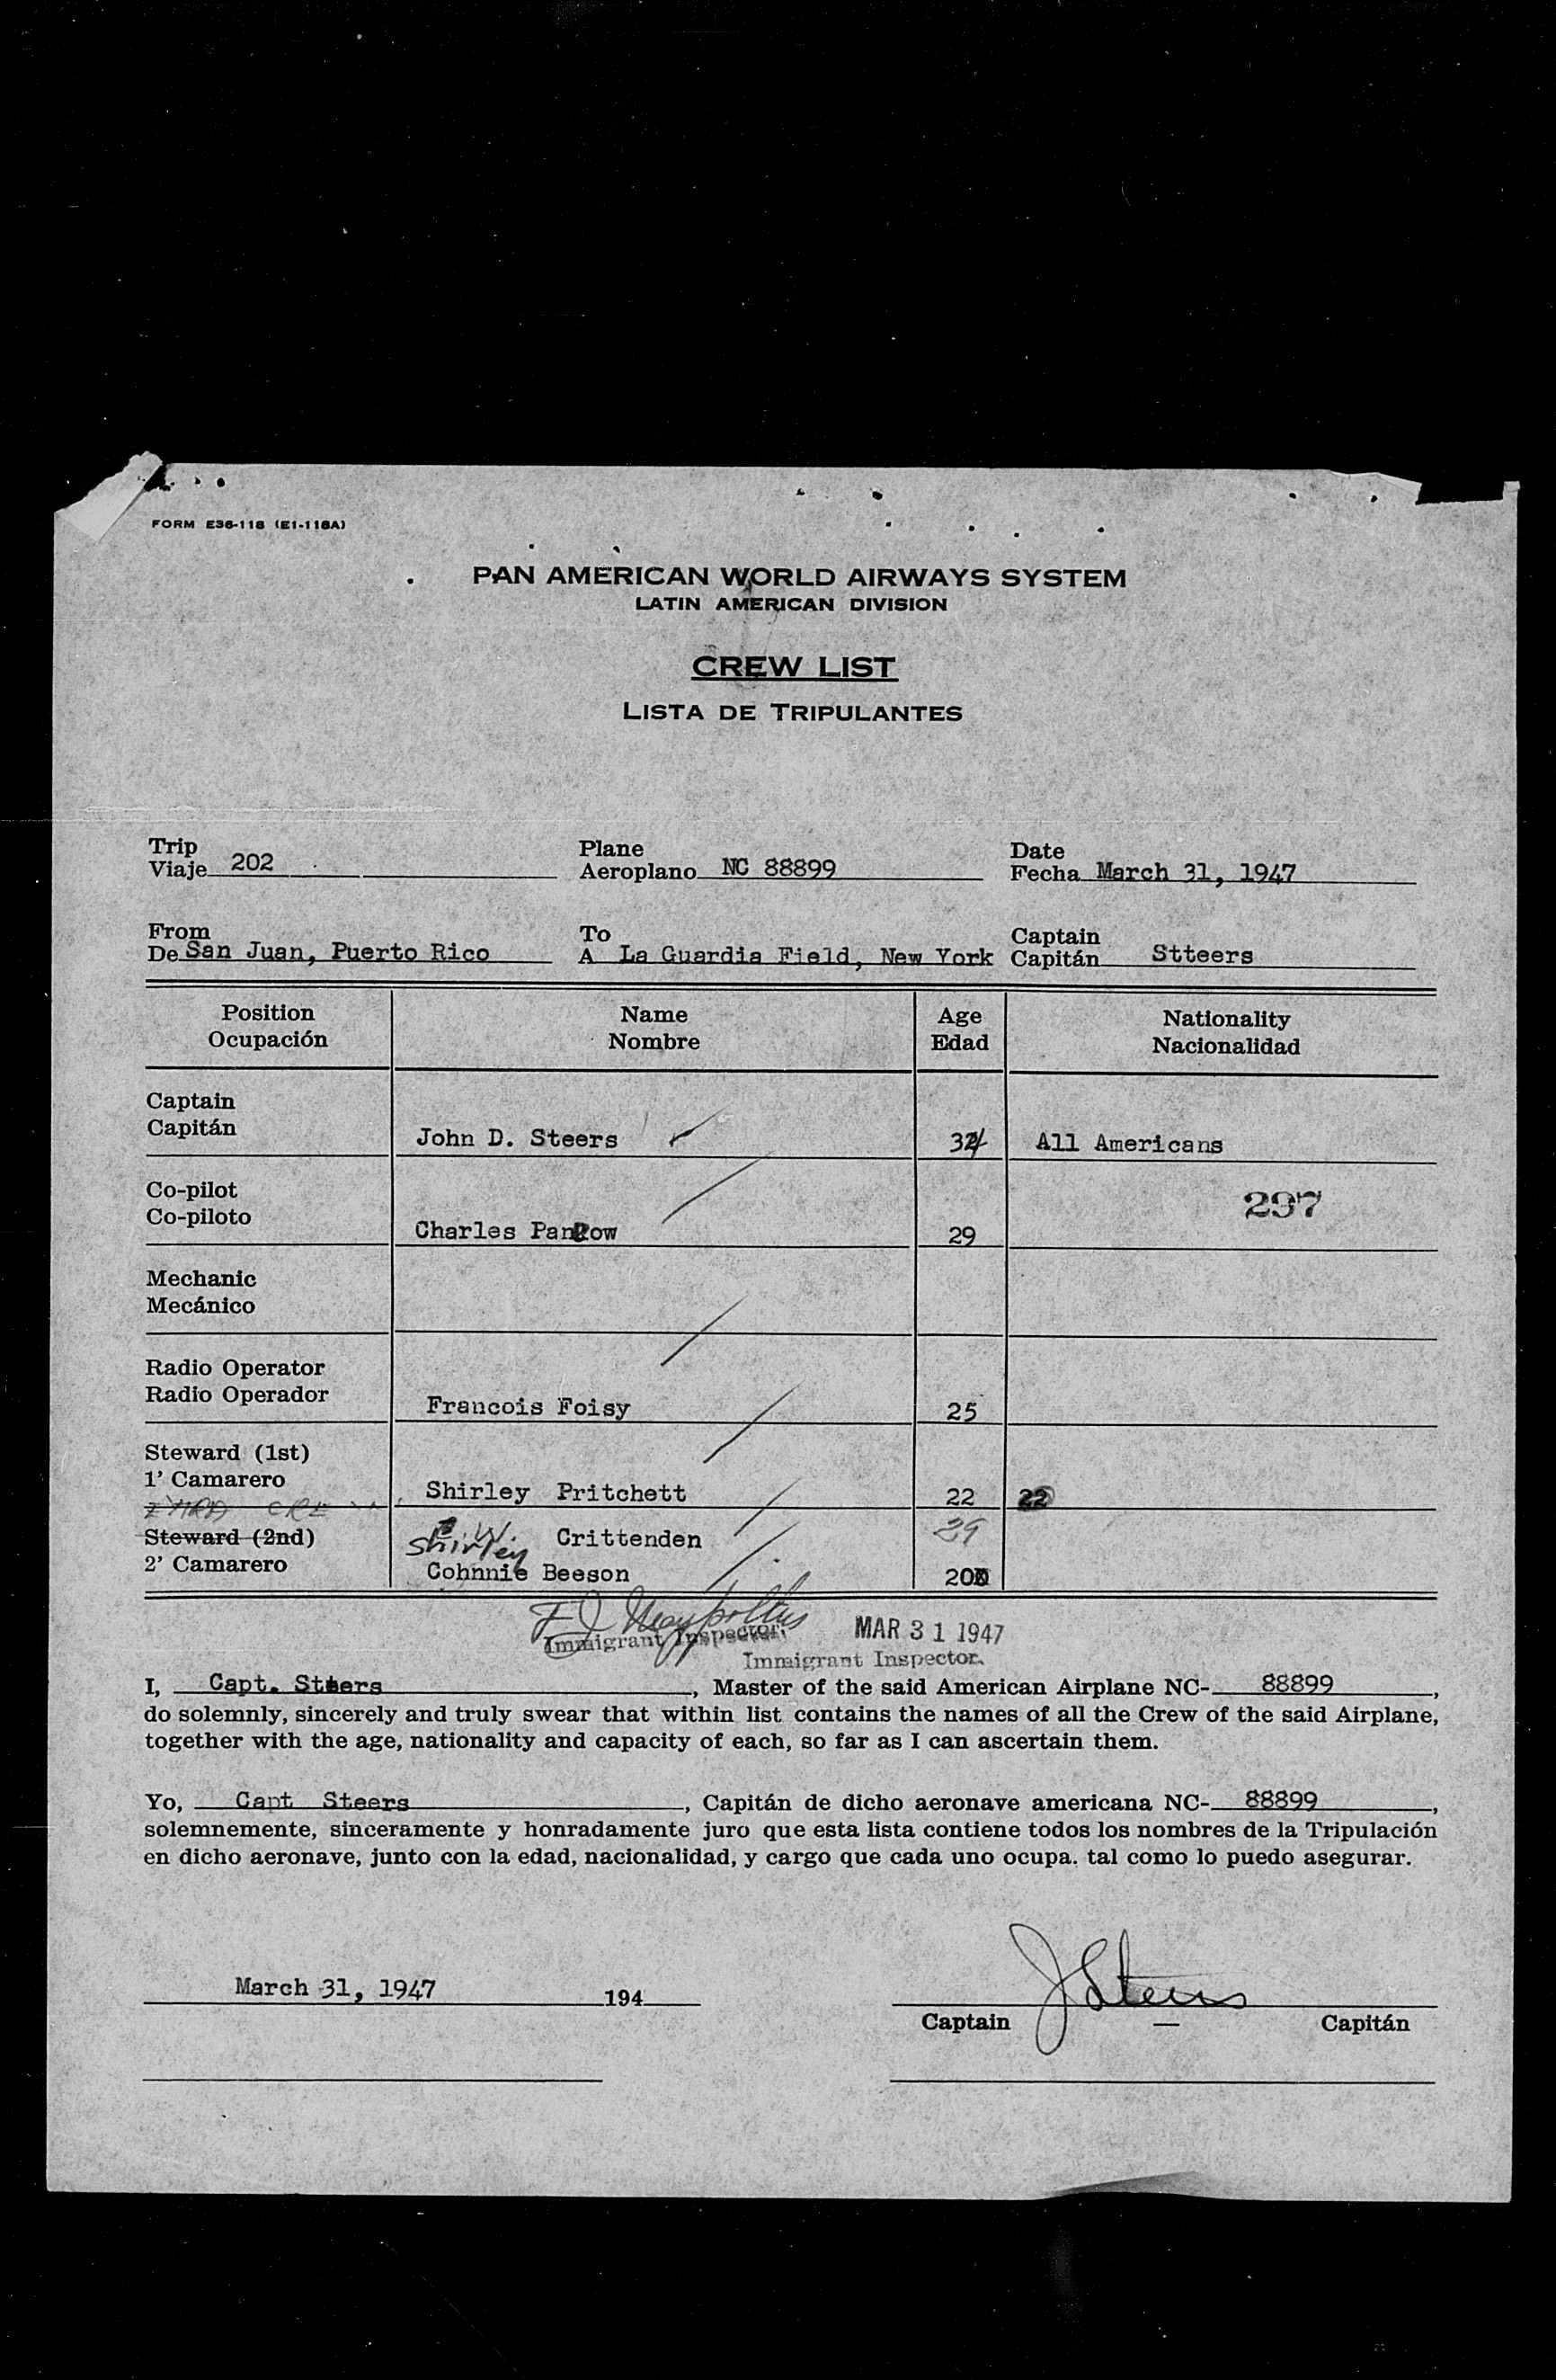 FORM E36-118 (E1-118A)
PAN AMERICAN WORLD AIRWAYS SYSTEM
LATIN AMERICAN DIVISION
CREW LIST
LISTA DE TRIPULANTES
Trip Plane Date
Viaje 202 Aeroplano NC 88899 Fecha March 31, 1947
From To Captain
De San Juan, Puerto Rico A La Guardia Field, New York Capitán Stteers
Position Name Age Nationality
Ocupación Nombre Edad Nacionalidad
Captain
Capitán John D. Steers 34 All Americans
Co-pilot 297
Co-piloto Charles Pankow 29
Mechanic
Mecánico
Radio Operator
Radio Operador Francois Foisy 25
Steward (1st)
1' Camarero Shirley Pritchett 22 22
Steward (2nd) Crittenden 29
Shirley
2' Camarero Cohnnie Beeson 20
Immigrant Inspector. MAR 31 1947
Immigrant Inspector.
I, Capt. Steers, Master of the said American Airplane NC- 88899,
do solemnly, sincerely and truly swear that within list contains the names of all the Crew of the said Airplane,
together with the age, nationality and capacity of each, so far as I can ascertain them.
Yo, Capt Steers, Capitán de dicho aeronave americana NC- 88899,
solemnemente, sinceramente y honradamente juro que esta lista contiene todos los nombres de la Tripulación
en dicho aeronave, junto con la edad, nacionalidad, y cargo que cada uno ocupa. tal como lo puedo asegurar.
March 31, 1947 194 J Steers
Captain — Capitán